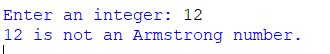 Enter an integer: 12
12 is not an Armstrong number.